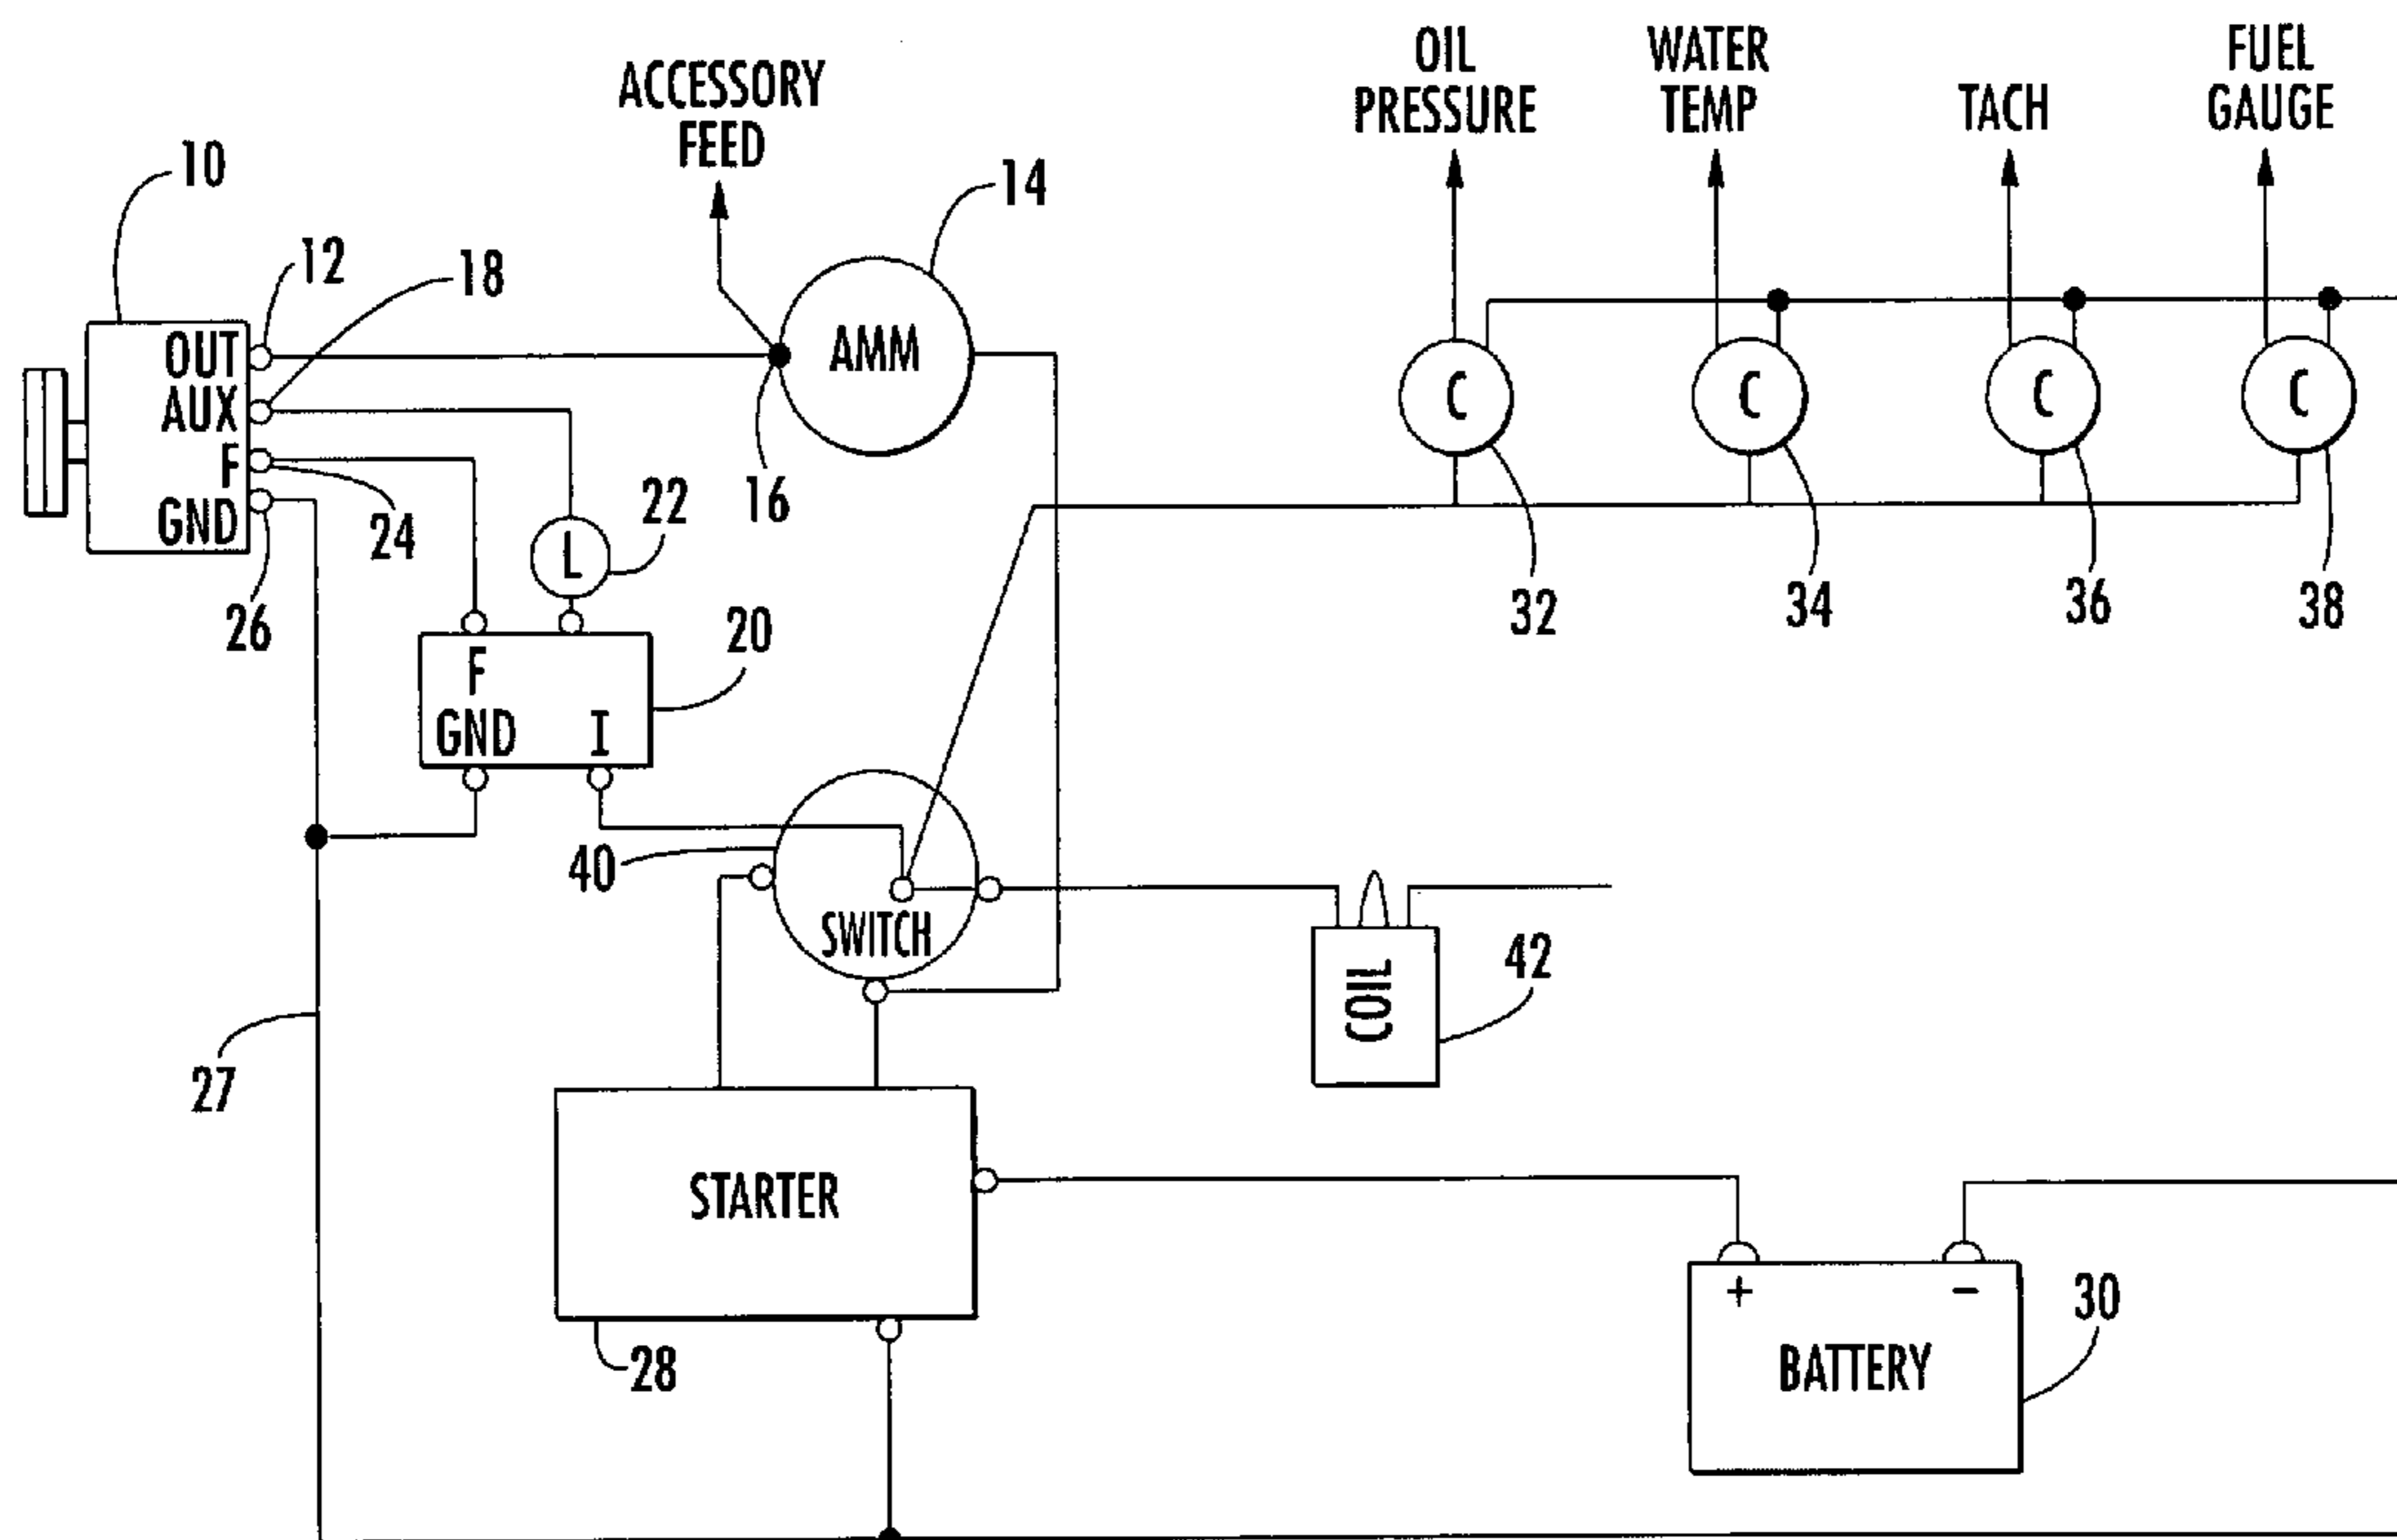 OIL
PRESSURE
WATER
TEMP
TACH
FUEL
GAUGE
ACCESSORY
FEED
10
12
18
14
OUT
AUX
F
GND
AMM
C
C
C
C
16
24
26
22
L
20
32
34
36
38
F
GND I
40
SWITCH
COIL
42
27
STARTER
28
+ −
BATTERY
30